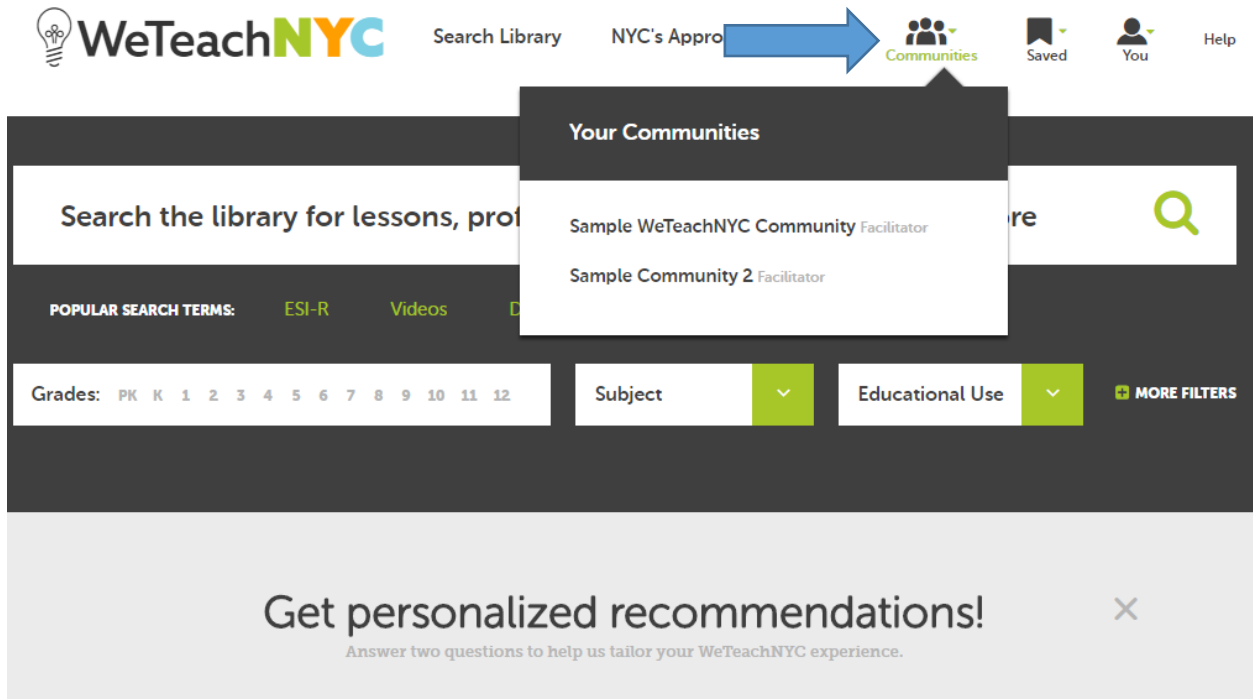 WeTeachNYC
Search Library
NYC's Appro
Communities
Saved
You
Help
Your Communities
Sample WeTeachNYC Community Facilitator
Sample Community 2 Facilitator
Search the library for lessons, prof
re
POPULAR SEARCH TERMS: ESI-R Videos D
Grades: PK K 1 2 3 4 5 6 7 8 9 10 11 12
Subject
Educational Use
MORE FILTERS
Get personalized recommendations!
Answer two questions to help us tailor your WeTeachNYC experience.